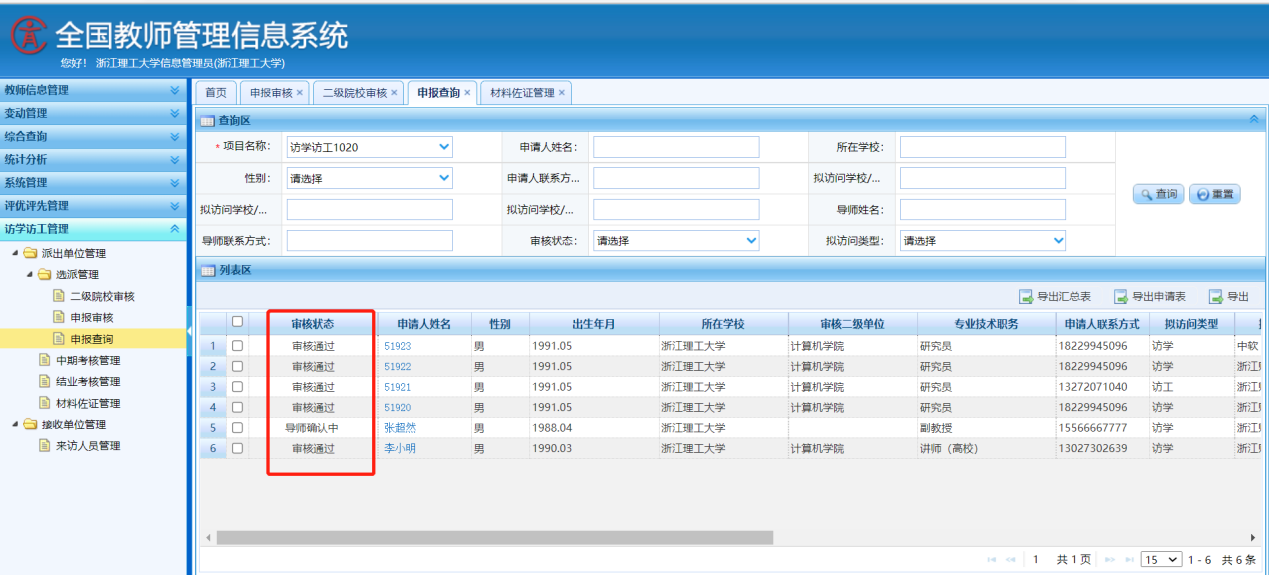 全国教师管理信息系统
您好! 浙江理工大学信息管理员(浙江理工大学)
教师信息管理
变动管理
综合查询
统计分析
系统管理
评优评先管理
访学访工管理
派出单位管理
选派管理
二级院校审核
申报审核
申报查询
中期考核管理
结业考核管理
材料佐证管理
接收单位管理
来访人员管理
首页 申报审核 × 二级院校审核 × 申报查询 × 材料佐证管理 ×
查询区
* 项目名称: 访学访工1020 申请人姓名: 所在学校:
性别: 请选择 申请人联系方... 拟访问学校/...
拟访问学校/... 拟访问学校/... 导师姓名:
导师联系方式: 审核状态: 请选择 拟访问类型: 请选择
查询 重置
列表区
导出汇总表 导出申请表 导出
审核状态 申请人姓名 性别 出生年月 所在学校 审核二级单位 专业技术职务 申请人联系方式 拟访问类型
1 审核通过 51923 男 1991.05 浙江理工大学 计算机学院 研究员 18229945096 访学 中软
2 审核通过 51922 男 1991.05 浙江理工大学 计算机学院 研究员 18229945096 访学 浙江
3 审核通过 51921 男 1991.05 浙江理工大学 计算机学院 研究员 13272071040 访工 浙江
4 审核通过 51920 男 1991.05 浙江理工大学 计算机学院 研究员 18229945096 访学 浙江
5 导师确认中 张超然 男 1988.04 浙江理工大学 副教授 15566667777 访学 浙江
6 审核通过 李小明 男 1990.03 浙江理工大学 计算机学院 讲师（高校） 13027302639 访学 浙江
1 共 1 页 15 1 - 6 共 6 条